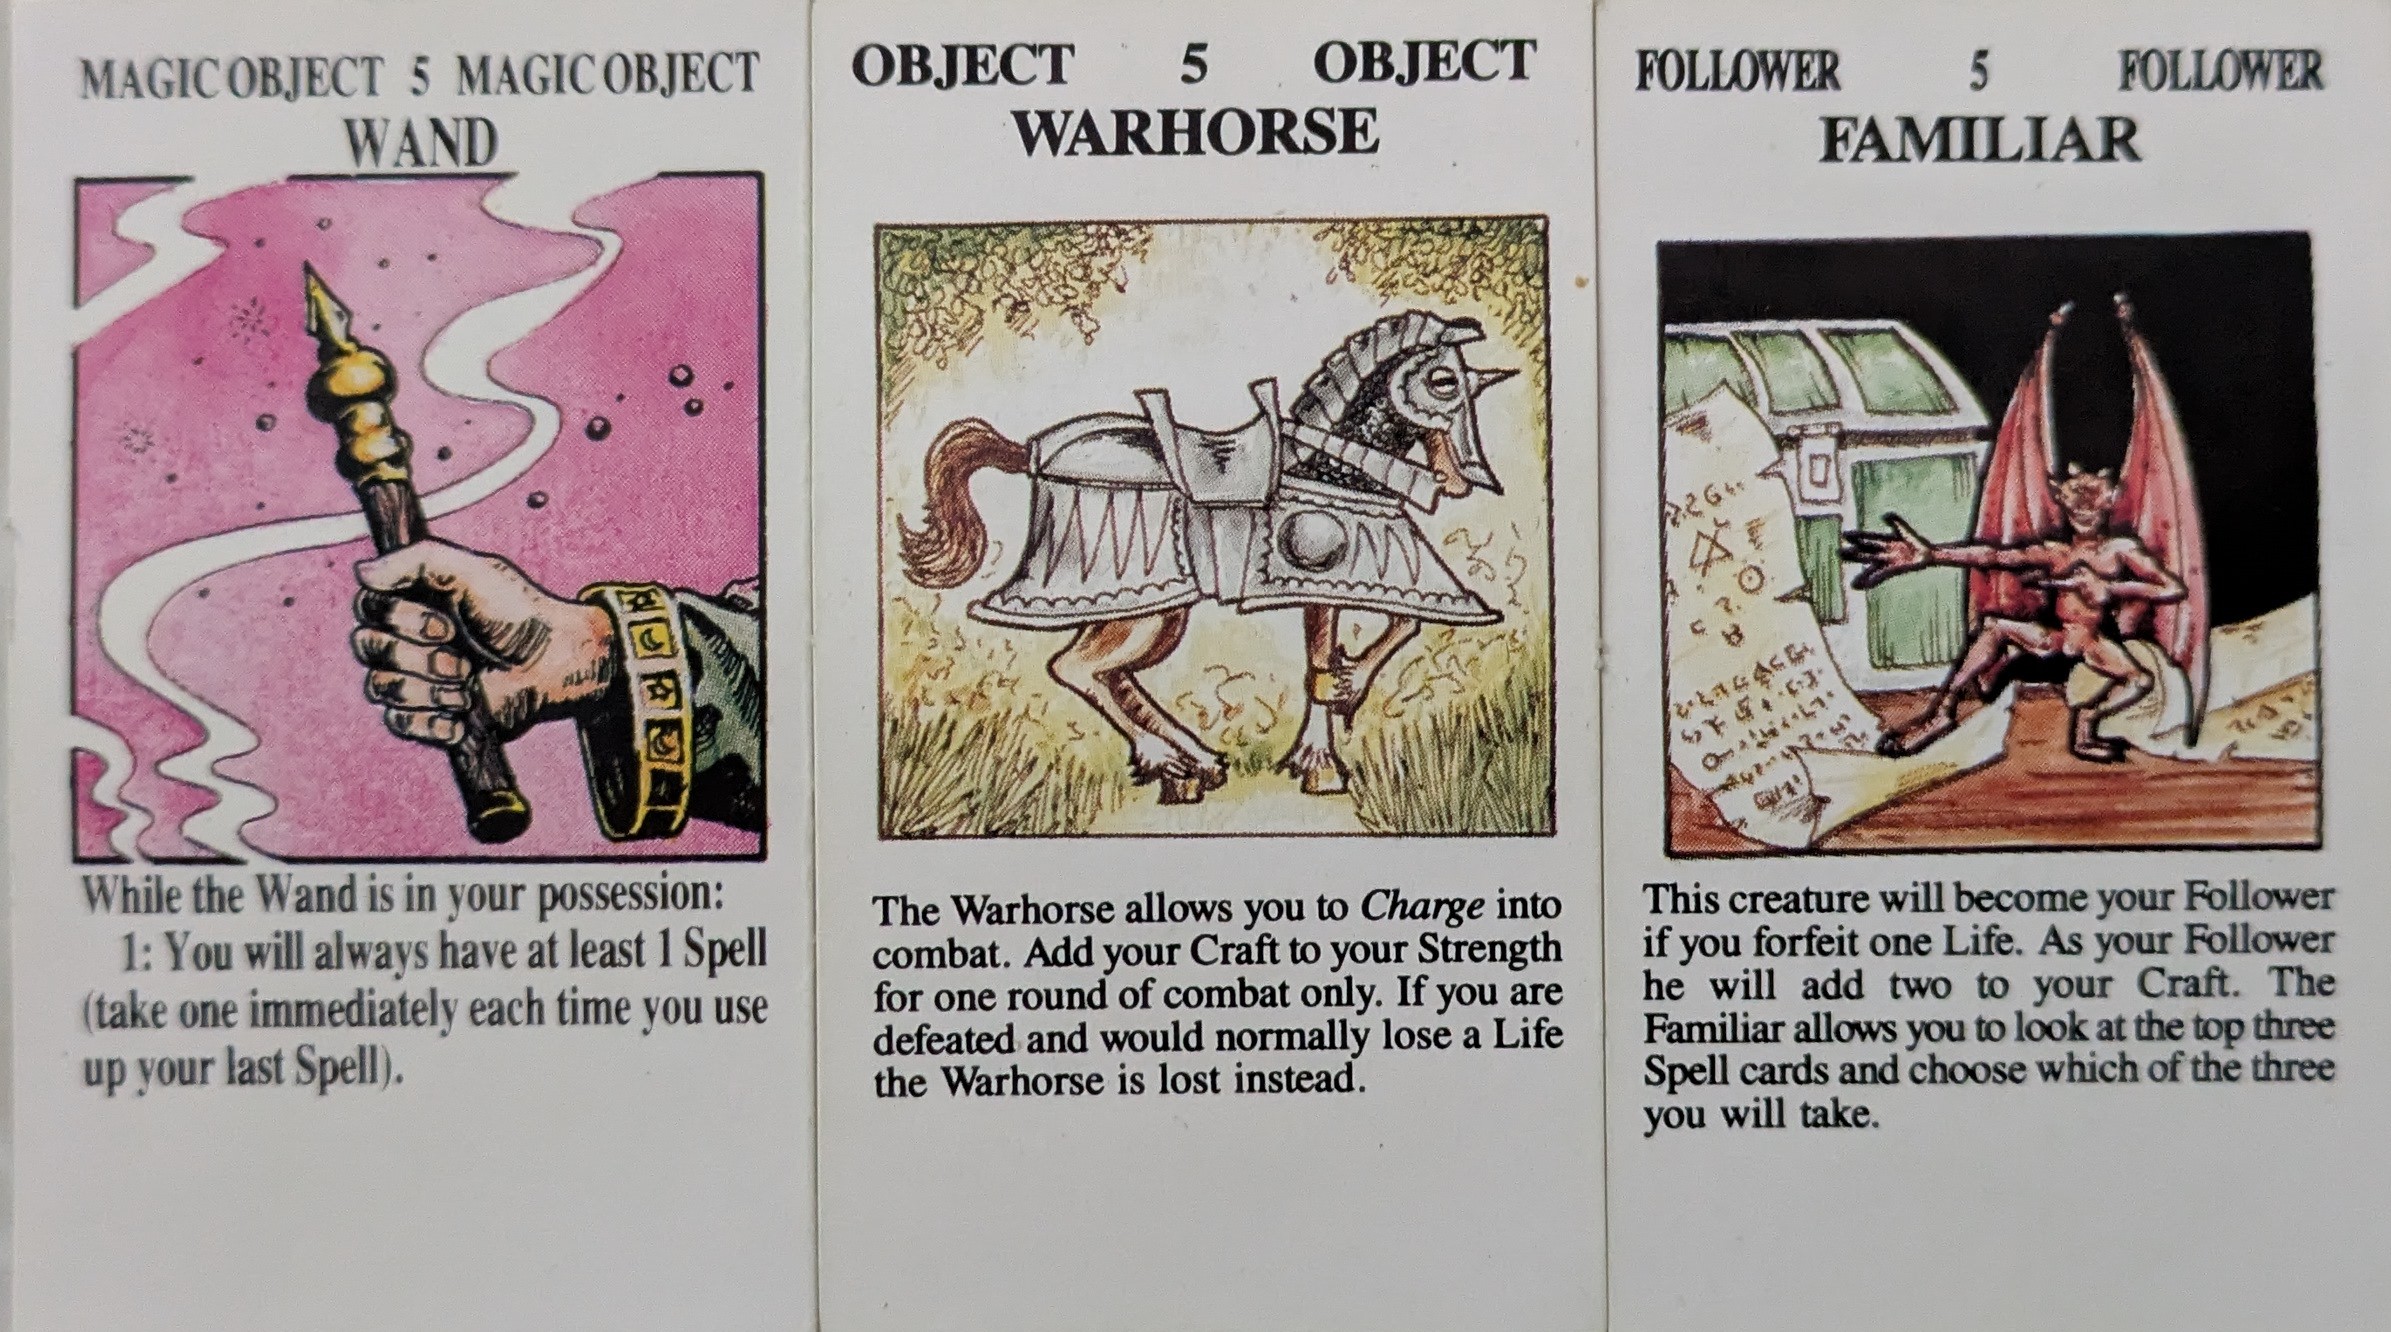 MAGIC OBJECT 5 MAGIC OBJECT
WAND
While the Wand is in your possession:
1: You will always have at least 1 Spell
(take one immediately each time you use
up your last Spell).
OBJECT 5 OBJECT
WARHORSE
The Warhorse allows you to Charge into
combat. Add your Craft to your Strength
for one round of combat only. If you are
defeated and would normally lose a Life
the Warhorse is lost instead.
FOLLOWER 5 FOLLOWER
FAMILIAR
This creature will become your Follower
if you forfeit one Life. As your Follower
he will add two to your Craft. The
Familiar allows you to look at the top three
Spell cards and choose which of the three
you will take.